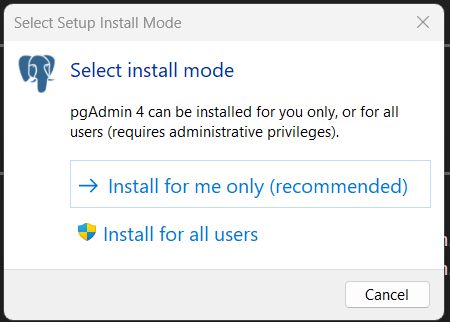 Select Setup Install Mode
Select install mode
pgAdmin 4 can be installed for you only, or for all
users (requires administrative privileges).
Install for me only (recommended)
Install for all users
Cancel